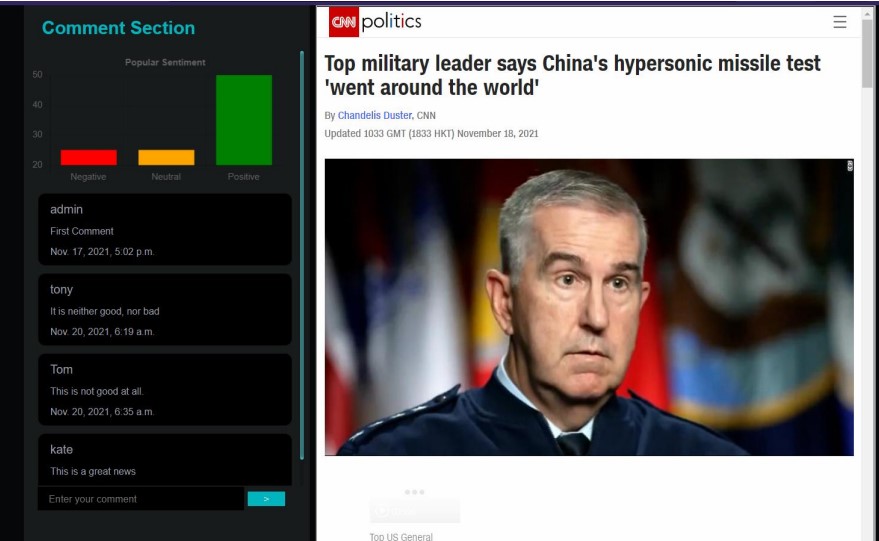 Comment Section
Popular Sentiment
50
40
30
20
Negative Neutral Positive
admin
First Comment
Nov. 17, 2021, 5:02 p.m.
tony
It is neither good, nor bad
Nov. 20, 2021, 6:19 a.m.
Tom
This is not good at all.
Nov. 20, 2021, 6:35 a.m.
kate
This is a great news
Enter your comment >
CNN politics
Top military leader says China's hypersonic missile test
'went around the world'
By Chandelis Duster, CNN
Updated 1033 GMT (1833 HKT) November 18, 2021
Top US General